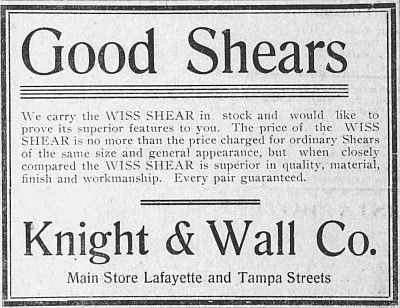 Good Shears
We carry the WISS SHEAR in stock and would like to
prove its superior features to you. The price of the WISS
SHEAR is no more than the price charged for ordinary Shears
of the same size and general appearance, but when closely
compared the WISS SHEAR is superior in quality, material,
finish and workmanship. Every pair guaranteed.
Knight & Wall Co.
Main Store Lafayette and Tampa Streets